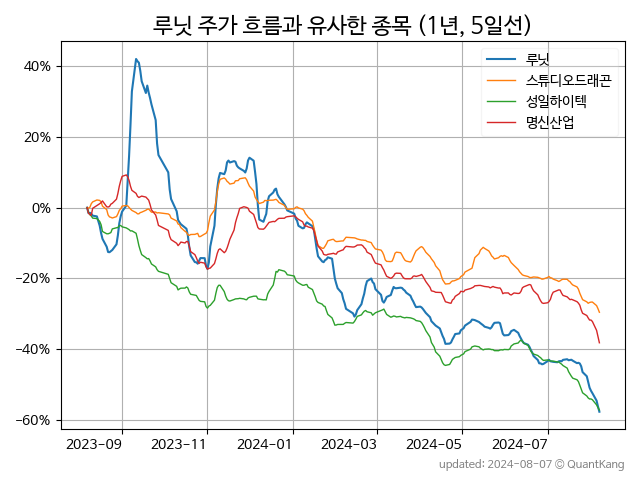 루닛 주가 흐름과 유사한 종목 (1년, 5일선)
루닛
스튜디오드래곤
성일하이텍
명신산업
40%
20%
0%
−20%
−40%
−60%
2023-09 2023-11 2024-01 2024-03 2024-05 2024-07
updated: 2024-08-07 © QuantKang